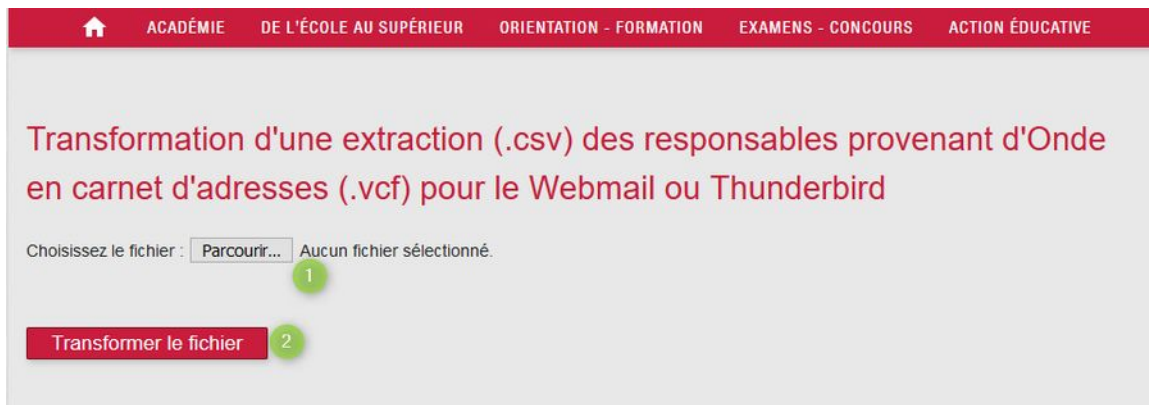 ACADÉMIE DE L'ÉCOLE AU SUPÉRIEUR ORIENTATION - FORMATION EXAMENS - CONCOURS ACTION ÉDUCATIVE
Transformation d'une extraction (.csv) des responsables provenant d'Onde
en carnet d'adresses (.vcf) pour le Webmail ou Thunderbird
Choisissez le fichier : Parcourir... Aucun fichier sélectionné.
1
Transformer le fichier 2